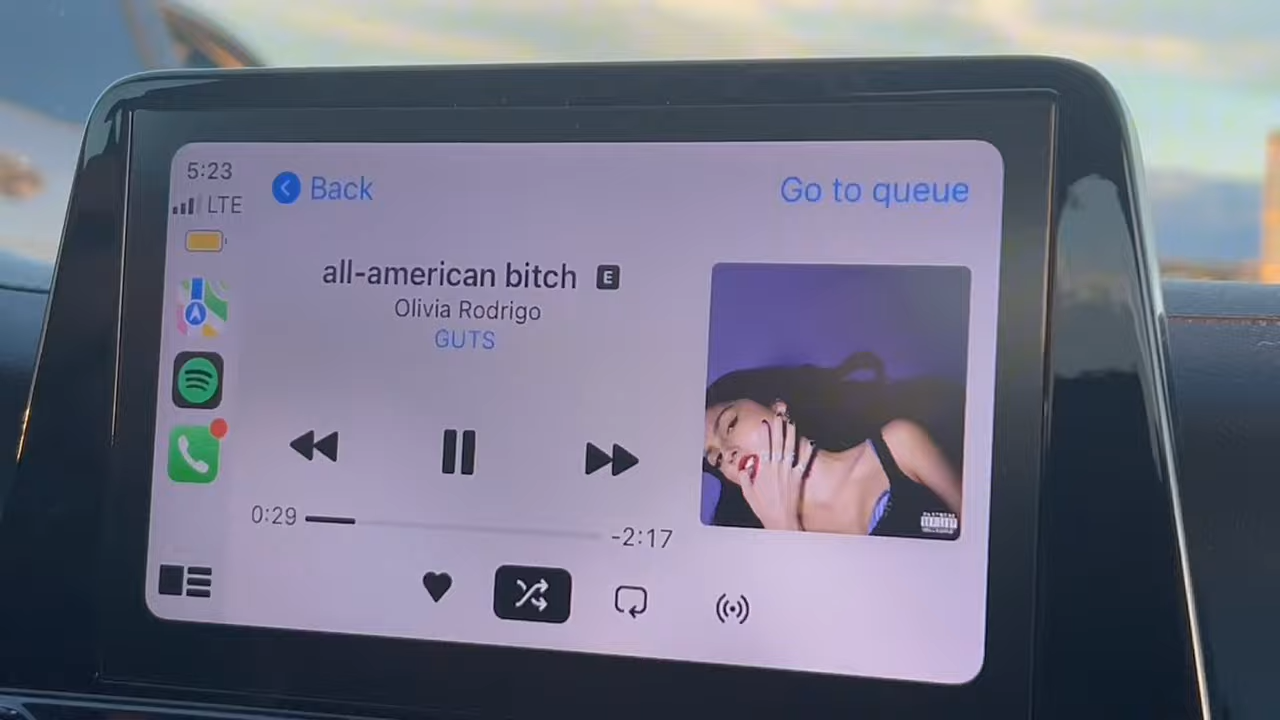 5:23
LTE
Back
Go to queue
all-american bitch E
Olivia Rodrigo
GUTS
0:29
-2:17